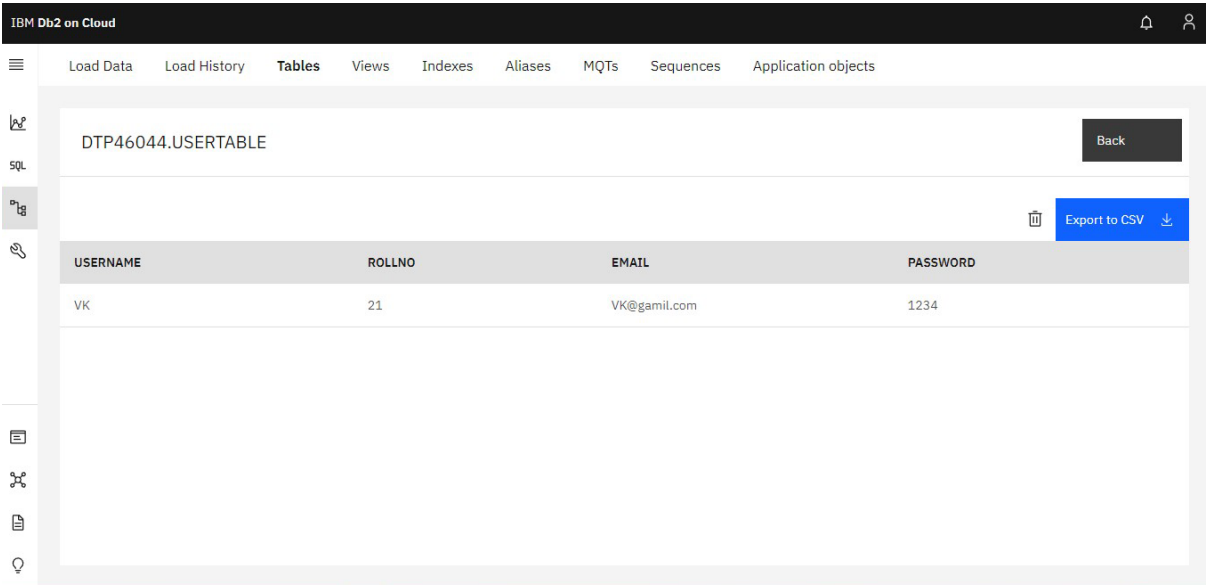 IBM Db2 on Cloud
Load Data Load History Tables Views Indexes Aliases MQTs Sequences Application objects
DTP46044.USERTABLE Back
SQL
Export to CSV
USERNAME ROLLNO EMAIL PASSWORD
VK 21 VK@gamil.com 1234